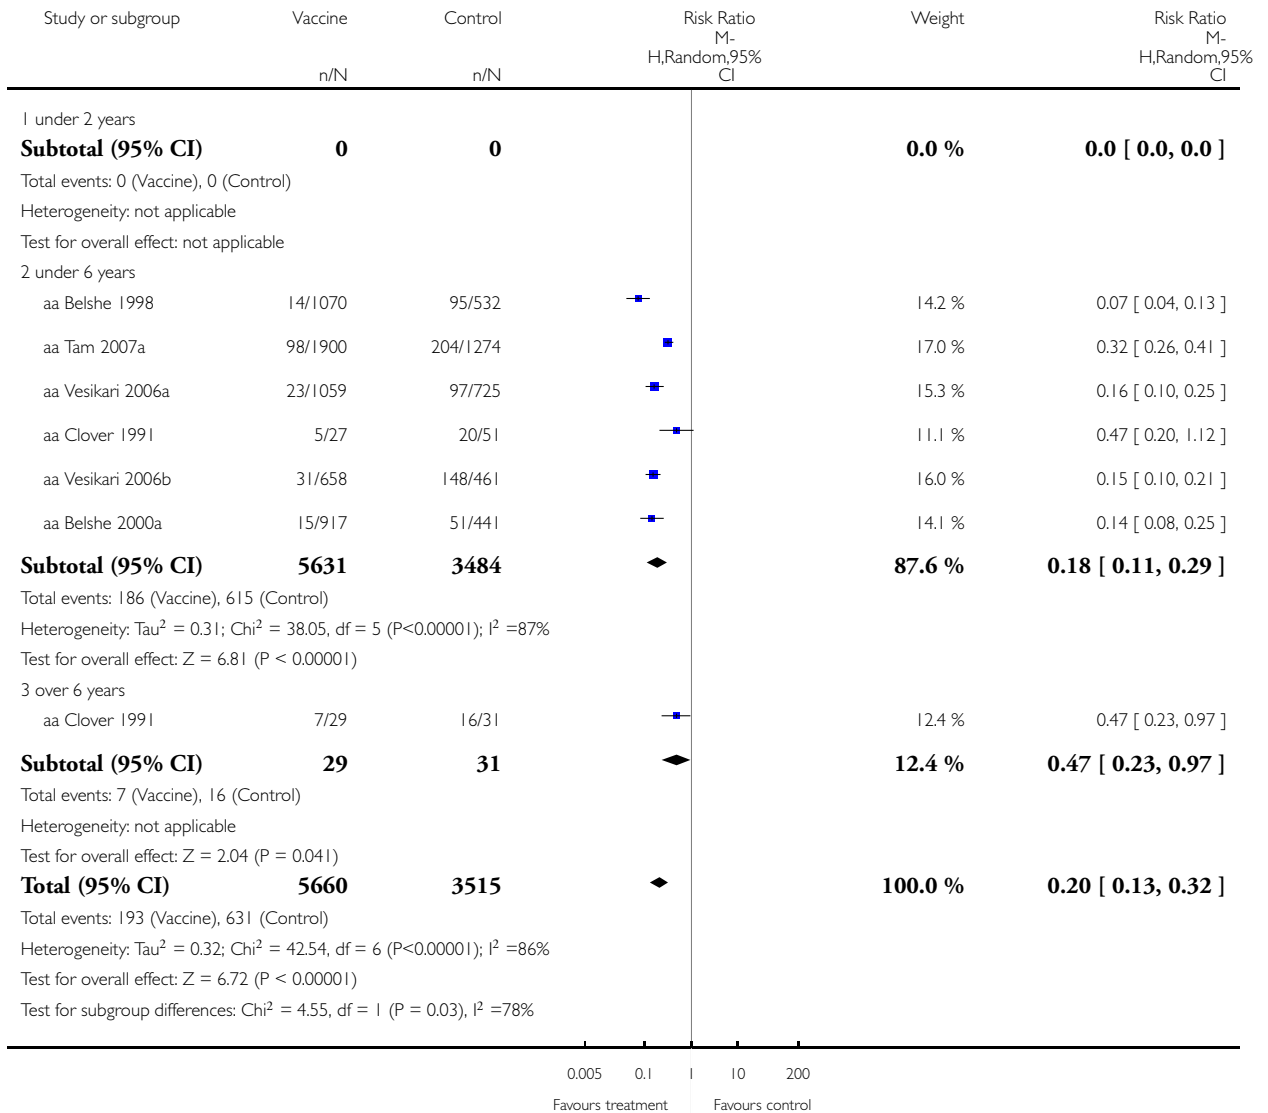 Study or subgroup Vaccine Control Risk Ratio Weight Risk Ratio
M- M-
H,Random,95% H,Random,95%
n/N n/N CI CI
1 under 2 years
Subtotal (95% CI) 0 0 0.0 % 0.0 [ 0.0, 0.0 ]
Total events: 0 (Vaccine), 0 (Control)
Heterogeneity: not applicable
Test for overall effect: not applicable
2 under 6 years
aa Belshe 1998 14/1070 95/532 14.2 % 0.07 [ 0.04, 0.13 ]
aa Tam 2007a 98/1900 204/1274 17.0 % 0.32 [ 0.26, 0.41 ]
aa Vesikari 2006a 23/1059 97/725 15.3 % 0.16 [ 0.10, 0.25 ]
aa Clover 1991 5/27 20/51 11.1 % 0.47 [ 0.20, 1.12 ]
aa Vesikari 2006b 31/658 148/461 16.0 % 0.15 [ 0.10, 0.21 ]
aa Belshe 2000a 15/917 51/441 14.1 % 0.14 [ 0.08, 0.25 ]
Subtotal (95% CI) 5631 3484 87.6 % 0.18 [ 0.11, 0.29 ]
Total events: 186 (Vaccine), 615 (Control)
Heterogeneity: Tau² = 0.31; Chi² = 38.05, df = 5 (P<0.00001); I² =87%
Test for overall effect: Z = 6.81 (P < 0.00001)
3 over 6 years
aa Clover 1991 7/29 16/31 12.4 % 0.47 [ 0.23, 0.97 ]
Subtotal (95% CI) 29 31 12.4 % 0.47 [ 0.23, 0.97 ]
Total events: 7 (Vaccine), 16 (Control)
Heterogeneity: not applicable
Test for overall effect: Z = 2.04 (P = 0.041)
Total (95% CI) 5660 3515 100.0 % 0.20 [ 0.13, 0.32 ]
Total events: 193 (Vaccine), 631 (Control)
Heterogeneity: Tau² = 0.32; Chi² = 42.54, df = 6 (P<0.00001); I² =86%
Test for overall effect: Z = 6.72 (P < 0.00001)
Test for subgroup differences: Chi² = 4.55, df = 1 (P = 0.03), I² =78%
0.005 0.1 1 10 200
Favours treatment Favours control